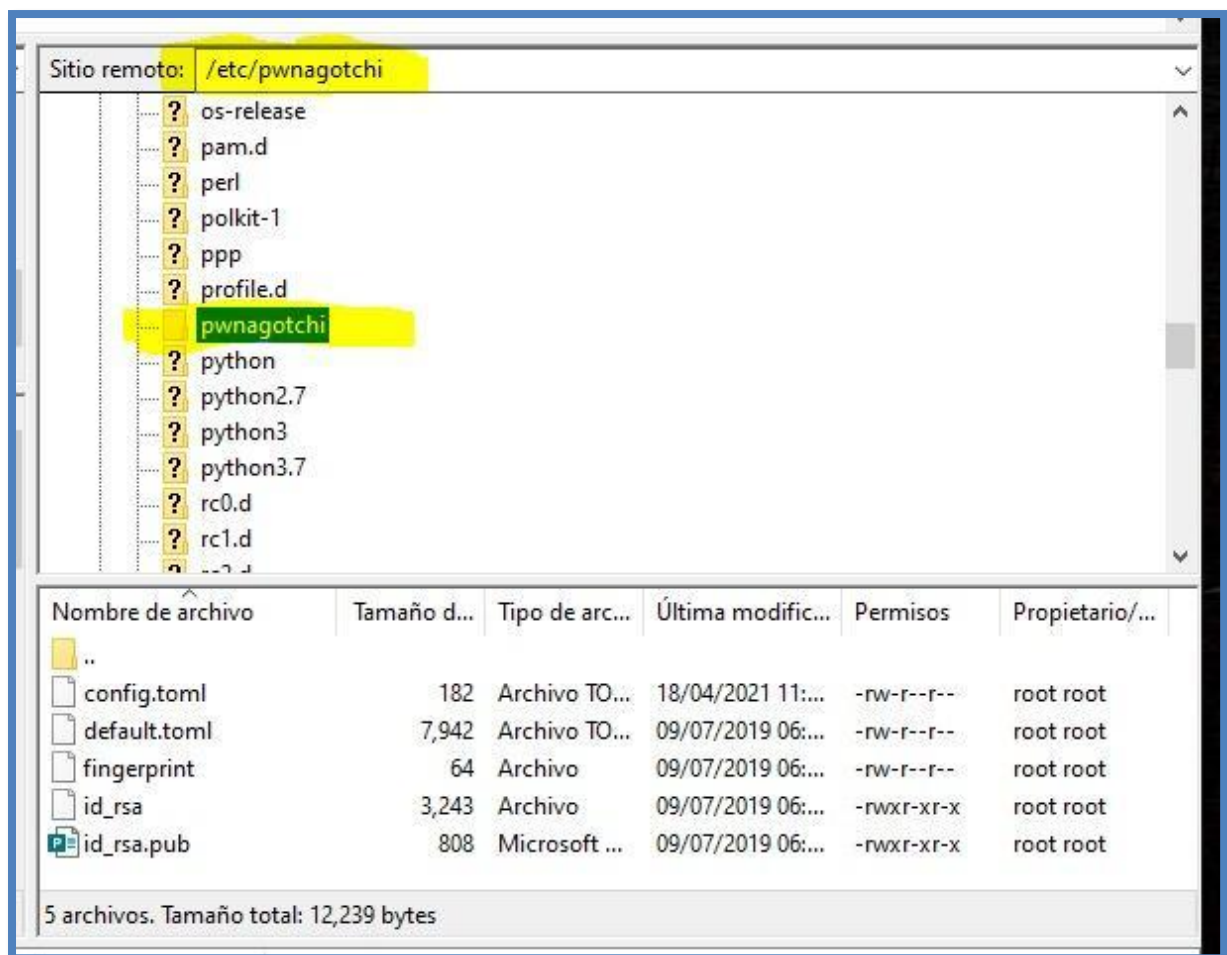 Sitio remoto: /etc/pwnagotchi
os-release
pam.d
perl
polkit-1
ppp
profile.d
pwnagotchi
python
python2.7
python3
python3.7
rc0.d
rc1.d
Nombre de archivo Tamaño d... Tipo de arc... Última modific... Permisos Propietario/...
..
config.toml 182 Archivo TO... 18/04/2021 11:... -rw-r--r-- root root
default.toml 7,942 Archivo TO... 09/07/2019 06:... -rw-r--r-- root root
fingerprint 64 Archivo 09/07/2019 06:... -rw-r--r-- root root
id_rsa 3,243 Archivo 09/07/2019 06:... -rwxr-xr-x root root
id_rsa.pub 808 Microsoft ... 09/07/2019 06:... -rwxr-xr-x root root
5 archivos. Tamaño total: 12,239 bytes